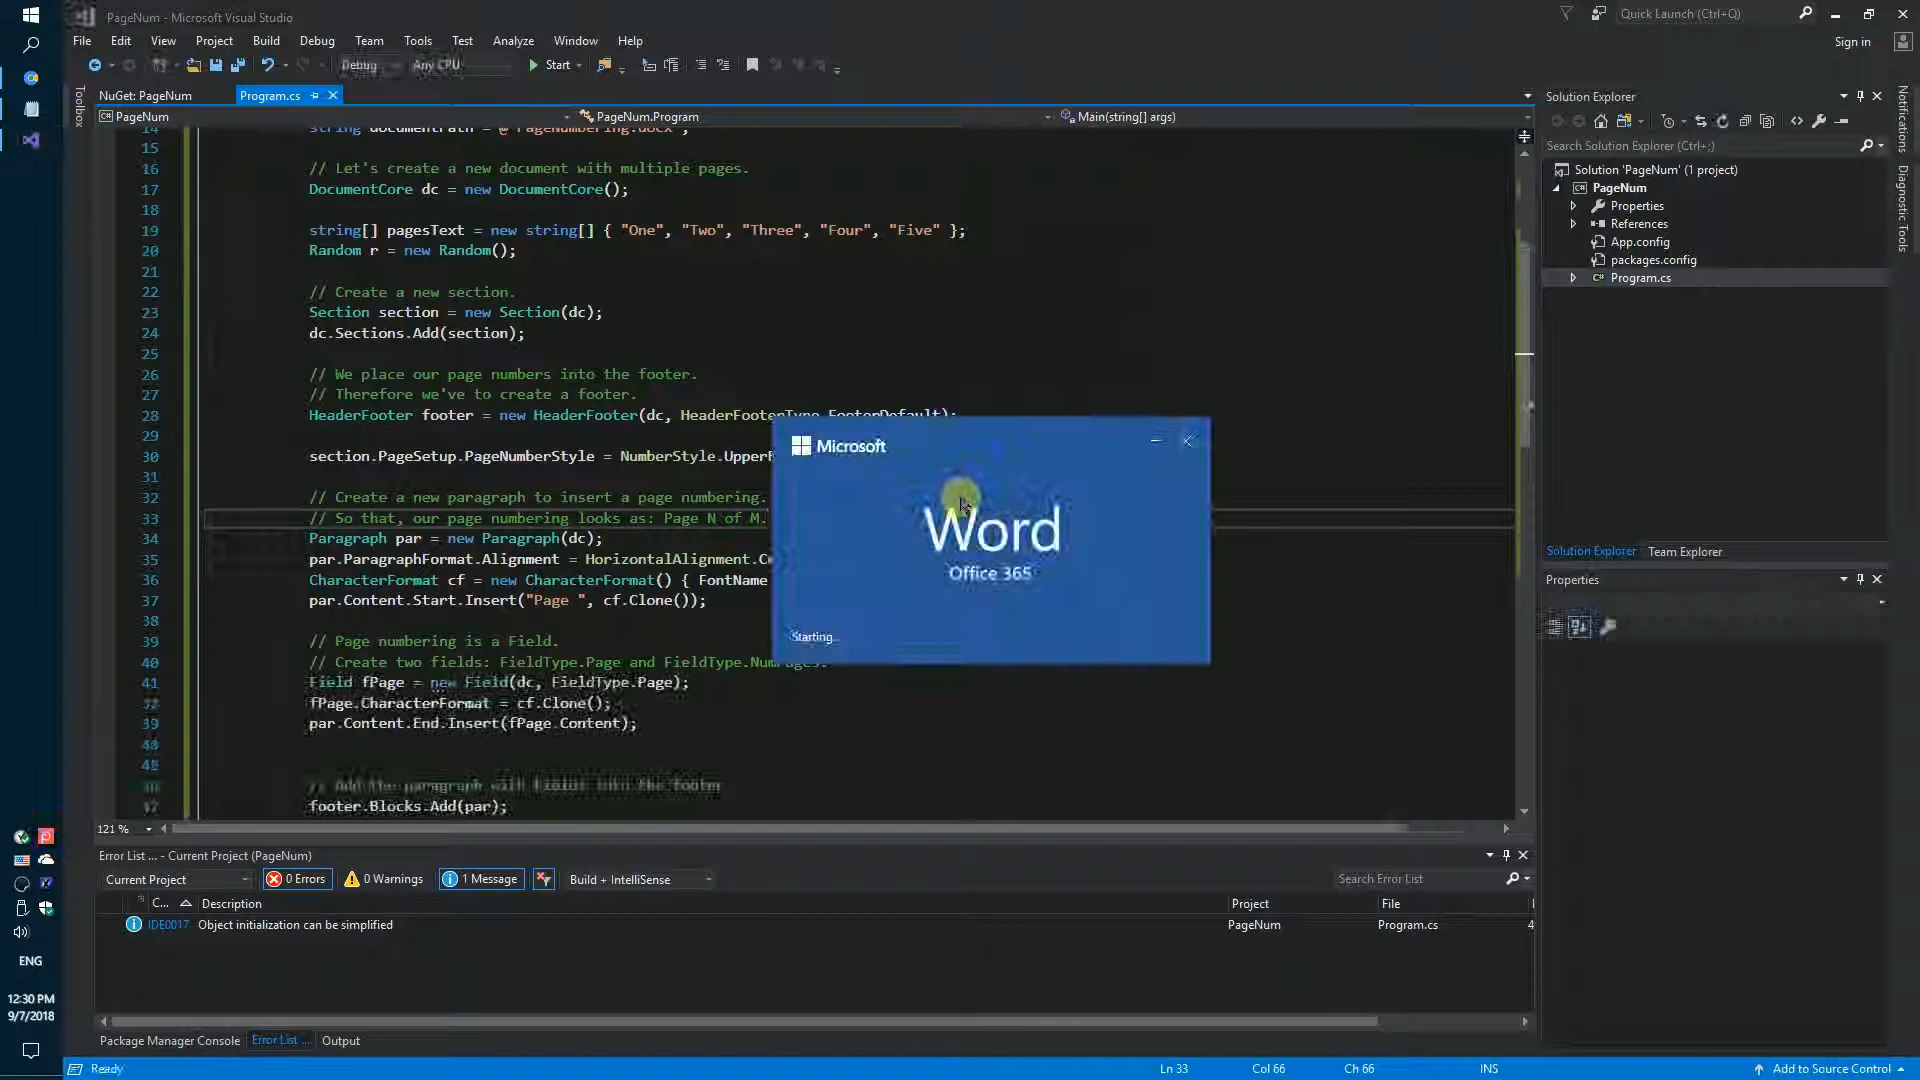 PageNum - Microsoft Visual Studio
Quick Launch (Ctrl+Q)
File Edit View Project Build Debug Team Tools Test Analyze Window Help
Sign in
Debug Any CPU Start
Toolbox
NuGet: PageNum Program.cs
PageNum PageNum.Program Main(string[] args)
14 string documentPath = @"PageNumbering.docx";
15
16 // Let's create a new document with multiple pages.
17 DocumentCore dc = new DocumentCore();
18
19 string[] pagesText = new string[] { "One", "Two", "Three", "Four", "Five" };
20 Random r = new Random();
21
22 // Create a new section.
23 Section section = new Section(dc);
24 dc.Sections.Add(section);
25
26 // We place our page numbers into the footer.
27 // Therefore we've to create a footer.
28 HeaderFooter footer = new HeaderFooter(dc, HeaderFooterType.FooterDefault);
29
30 section.PageSetup.PageNumberStyle = NumberStyle.Upper
31
32 // Create a new paragraph to insert a page numbering.
33 // So that, our page numbering looks as: Page N of M.
34 Paragraph par = new Paragraph(dc);
35 par.ParagraphFormat.Alignment = HorizontalAlignment.C
36 CharacterFormat cf = new CharacterFormat() { FontName
37 par.Content.Start.Insert("Page ", cf.Clone());
38
39 // Page numbering is a Field.
40 // Create two fields: FieldType.Page and FieldType.NumPages.
41 Field fPage = new Field(dc, FieldType.Page);
fPage.CharacterFormat = cf.Clone();
39 par.Content.End.Insert(fPage.Content);
// Add the paragraph with Fields into the footer
footer.Blocks.Add(par);
Microsoft
Word
Office 365
Starting...
121 %
Error List ... - Current Project (PageNum)
Current Project 0 Errors 0 Warnings 1 Message Build + IntelliSense Search Error List
C... Description Project File
IDE0017 Object initialization can be simplified PageNum Program.cs 4
Package Manager Console Error List ... Output
Ready Ln 33 Col 66 Ch 66 INS Add to Source Control
Solution Explorer
Search Solution Explorer (Ctrl+;)
Solution 'PageNum' (1 project)
PageNum
Properties
References
App.config
packages.config
Program.cs
Solution Explorer Team Explorer
Properties
Notifications
Diagnostic Tools
ENG
12:30 PM
9/7/2018